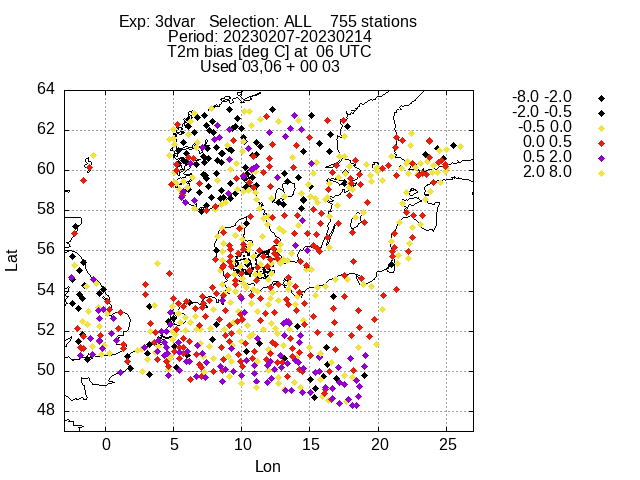 Exp: 3dvar   Selection: ALL    755 stations
Period: 20230207-20230214
T2m bias [deg C] at  06 UTC
Used 03,06 + 00 03
64
62
60
58
56
54
52
50
48
Lat
0 5 10 15 20 25
Lon
-8.0 -2.0
-2.0 -0.5
-0.5 0.0
0.0 0.5
0.5 2.0
2.0 8.0